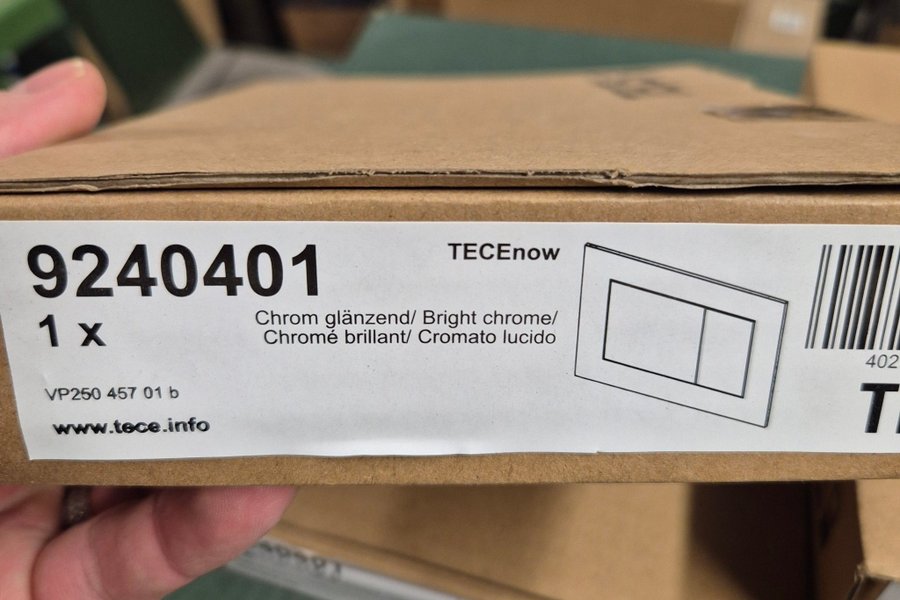 9240401
1 x
TECEnow
Chrom glänzend/ Bright chrome/
Chromé brillant/ Cromato lucido
VP250 457 01 b
www.tece.info
402